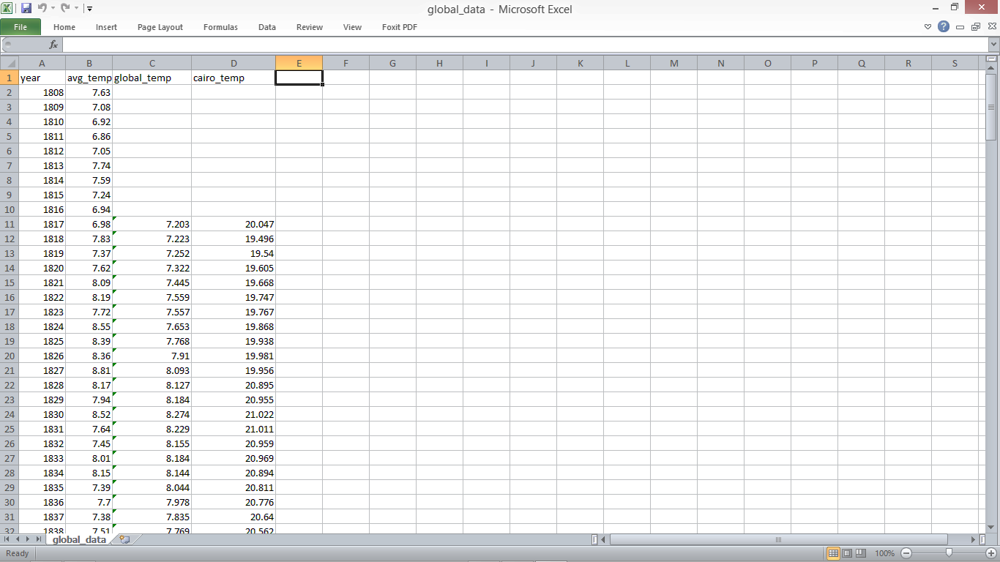 global_data - Microsoft Excel
File Home Insert Page Layout Formulas Data Review View Foxit PDF
fx
A B C D E F G H I J K L M N O P Q R S
1 year avg_temp global_temp cairo_temp
2 1808 7.63
3 1809 7.08
4 1810 6.92
5 1811 6.86
6 1812 7.05
7 1813 7.74
8 1814 7.59
9 1815 7.24
10 1816 6.94
11 1817 6.98 7.203 20.047
12 1818 7.83 7.223 19.496
13 1819 7.37 7.252 19.54
14 1820 7.62 7.322 19.605
15 1821 8.09 7.445 19.668
16 1822 8.19 7.559 19.747
17 1823 7.72 7.557 19.767
18 1824 8.55 7.653 19.868
19 1825 8.39 7.768 19.938
20 1826 8.36 7.91 19.981
21 1827 8.81 8.093 19.956
22 1828 8.17 8.127 20.895
23 1829 7.94 8.184 20.955
24 1830 8.52 8.274 21.022
25 1831 7.64 8.229 21.011
26 1832 7.45 8.155 20.959
27 1833 8.01 8.184 20.969
28 1834 8.15 8.144 20.894
29 1835 7.39 8.044 20.811
30 1836 7.7 7.978 20.776
31 1837 7.38 7.835 20.64
32 1838 7.51 7.769 20.562
global_data
Ready 100%